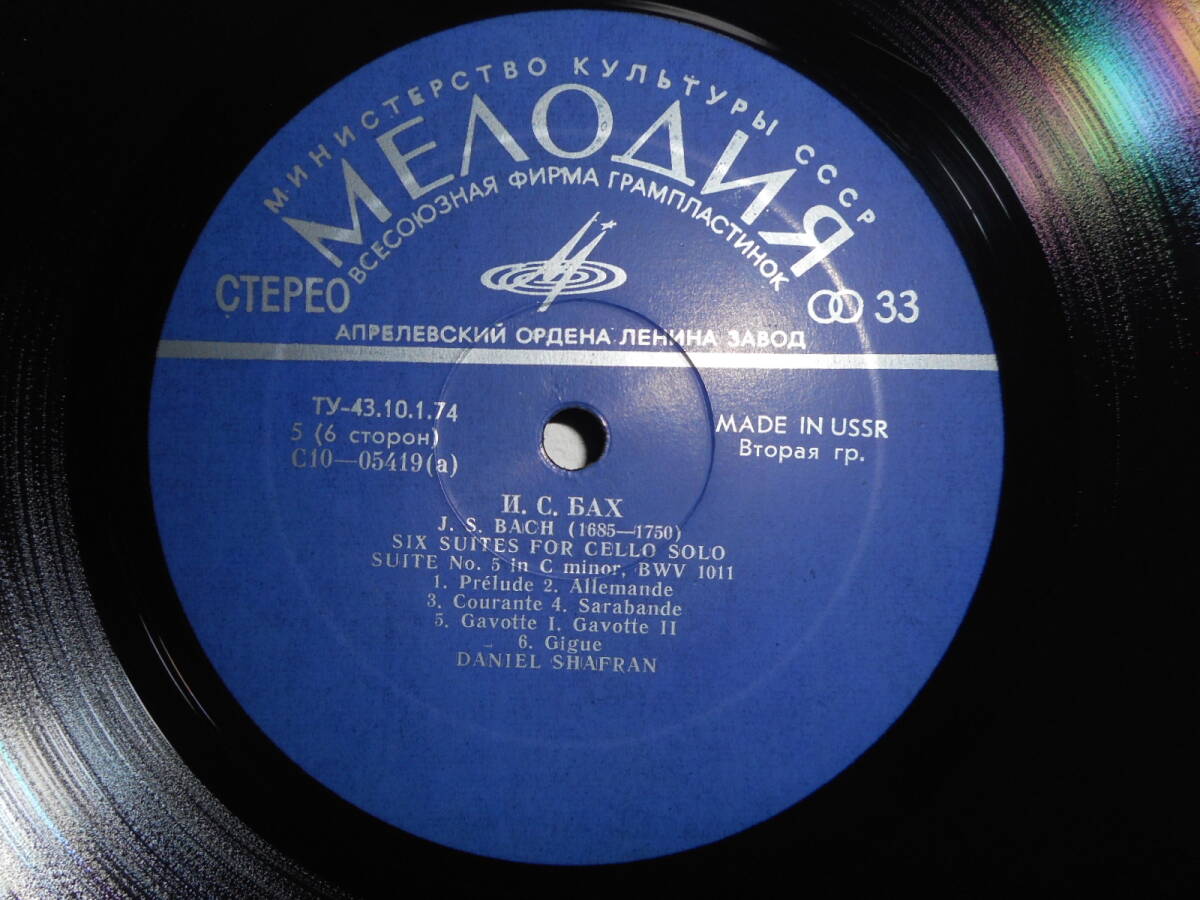 МИНИСТЕРСТВО КУЛЬТУРЫ СССР
МЕЛОДИЯ
ВСЕСОЮЗНАЯ ФИРМА ГРАМПЛАСТИНОК
СТЕРЕО
33
АПРЕЛЕВСКИЙ ОРДЕНА ЛЕНИНА ЗАВОД
ТУ-43.10.1.74
5 (6 сторон)
С10—05419(а)
MADE IN USSR
Вторая гр.
И. С. БАХ
J. S. BACH (1685—1750)
SIX SUITES FOR CELLO SOLO
SUITE No. 5 in C minor, BWV 1011
1. Prélude 2. Allemande
3. Courante 4. Sarabande
5. Gavotte I. Gavotte II
6. Gigue
DANIEL SHAFRAN